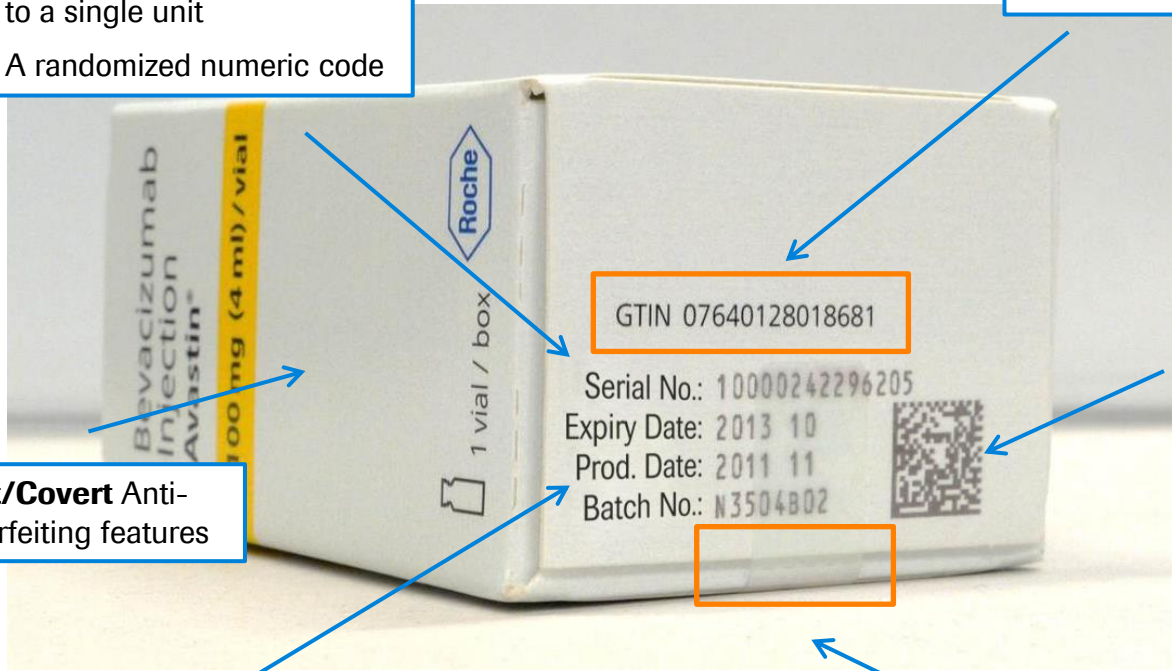 to a single unit
A randomized numeric code
Bevacizumab
Injection
Avastin®
100 mg (4 ml) / vial
Roche
1 vial / box
GTIN 07640128018681
Serial No.: 10000242296205
Expiry Date: 2013 10
Prod. Date: 2011 11
Batch No.: N3504B02
/Covert Anti-
rfeiting features